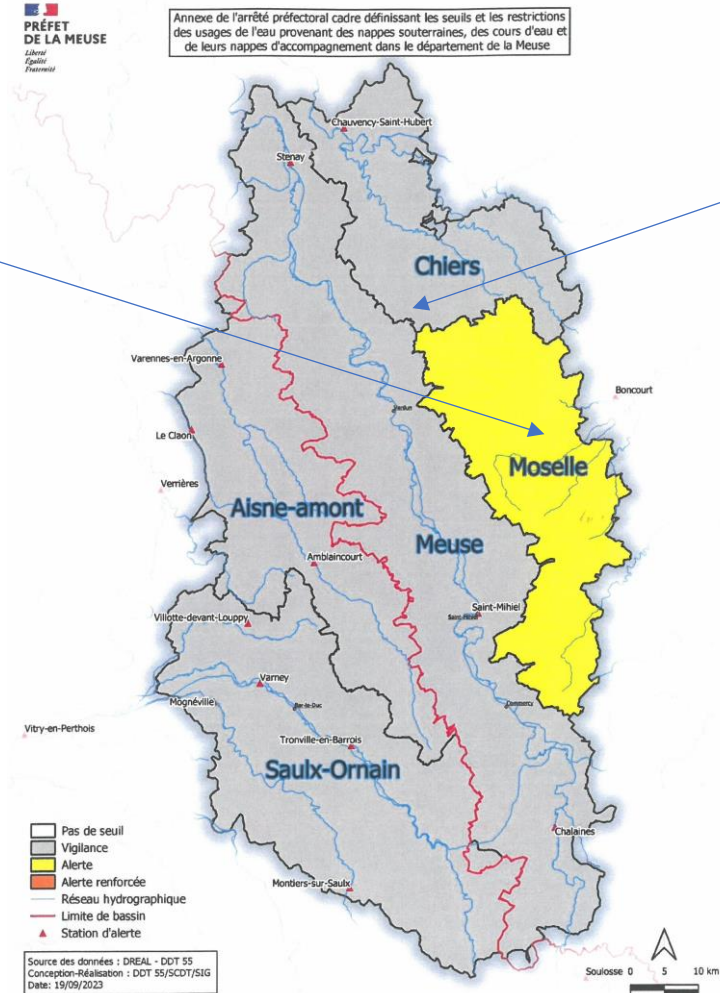 PRÉFET
DE LA MEUSE
Liberté
Égalité
Fraternité
Annexe de l'arrêté préfectoral cadre définissant les seuils et les restrictions
des usages de l'eau provenant des nappes souterraines, des cours d'eau et
de leurs nappes d'accompagnement dans le département de la Meuse
Chauvency-Saint-Hubert
Stenay
Chiers
Varennes-en-Argonne
Boncourt
Verdun
Le Claon
Moselle
Verrières
Aisne-amont
Meuse
Amblaincourt
Saint-Mihiel
Saint-Mihiel
Villotte-devant-Louppy
Varney
Mognéville
Bar-le-Duc
Commercy
Vitry-en-Perthois
Tronville-en-Barrois
Saulx-Ornain
Chalaines
Montiers-sur-Saulx
Pas de seuil
Vigilance
Alerte
Alerte renforcée
Réseau hydrographique
Limite de bassin
Station d'alerte
Source des données : DREAL - DDT 55
Conception-Réalisation : DDT 55/SCDT/SIG
Date: 19/09/2023
Soulosse 0 5 10 km